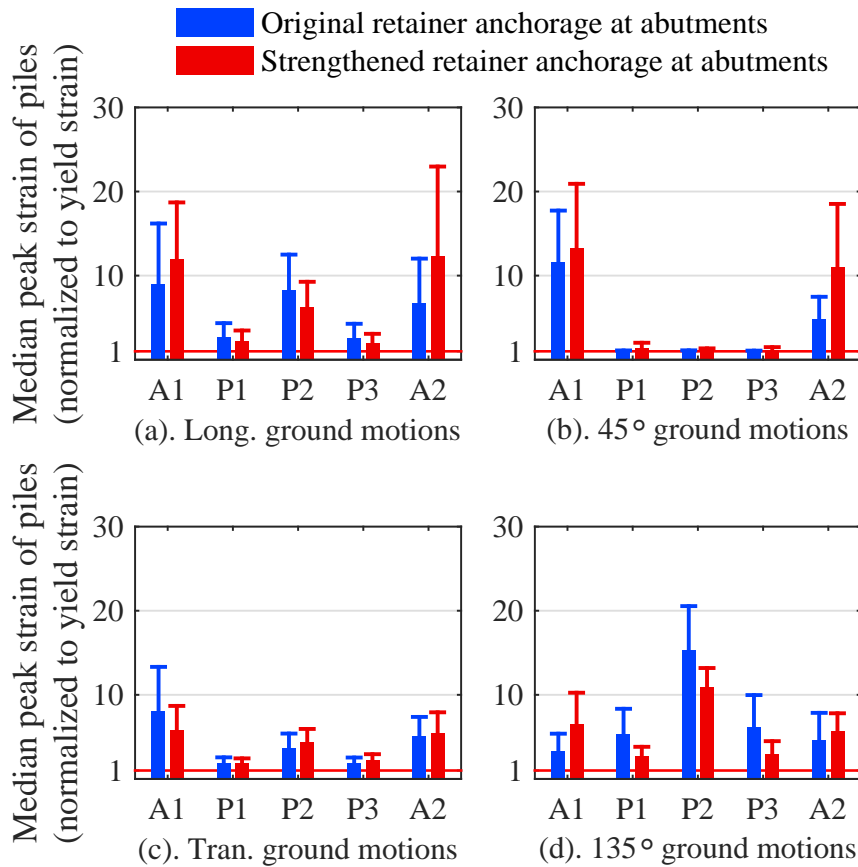 Original retainer anchorage at abutments
Strengthened retainer anchorage at abutments
Median peak strain of piles
(normalized to yield strain)
30
20
10
1
A1 P1 P2 P3 A2
(a). Long. ground motions
30
20
10
1
A1 P1 P2 P3 A2
(b). 45° ground motions
Median peak strain of piles
(normalized to yield strain)
30
20
10
1
A1 P1 P2 P3 A2
(c). Tran. ground motions
30
20
10
1
A1 P1 P2 P3 A2
(d). 135° ground motions